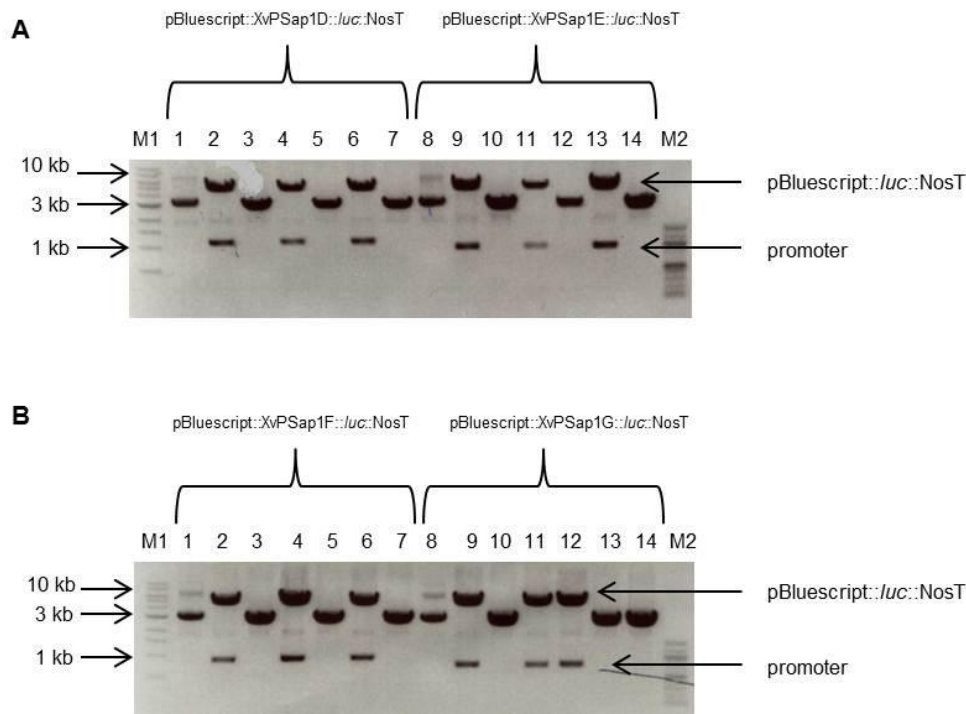 A
pBluescript::XvPSap1D::luc::NosT pBluescript::XvPSap1E::luc::NosT
M1 1 2 3 4 5 6 7 8 9 10 11 12 13 14 M2
10 kb
pBluescript::luc::NosT
3 kb
1 kb
promoter
B
pBluescript::XvPSap1F::luc::NosT pBluescript::XvPSap1G::luc::NosT
M1 1 2 3 4 5 6 7 8 9 10 11 12 13 14 M2
10 kb
pBluescript::luc::NosT
3 kb
1 kb
promoter